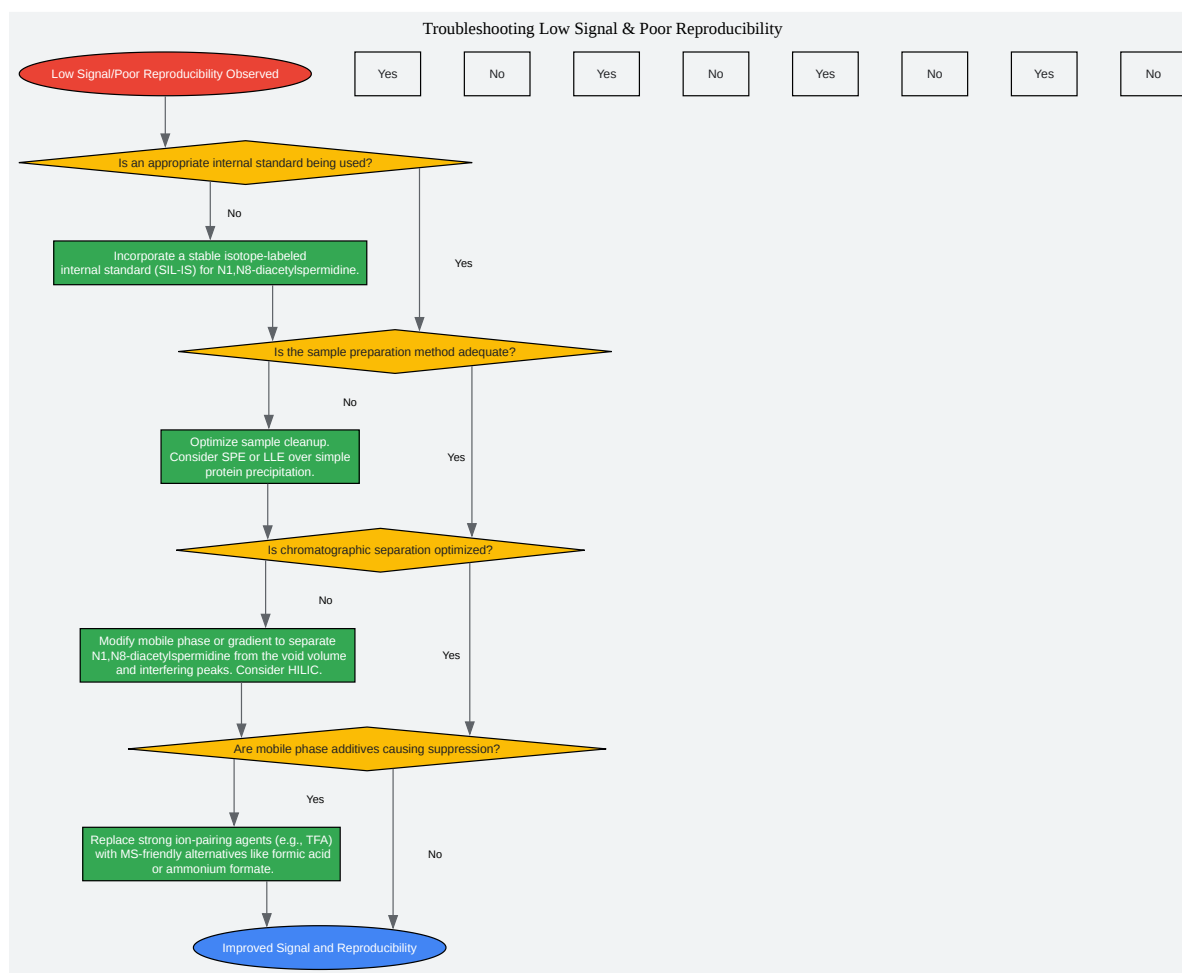 Troubleshooting Low Signal & Poor Reproducibility
Low Signal/Poor Reproducibility Observed
Yes
No
Yes
No
Yes
No
Yes
No
Is an appropriate internal standard being used?
No
Incorporate a stable isotope-labeled
internal standard (SIL-IS) for N1,N8-diacetylspermidine.
Yes
Is the sample preparation method adequate?
No
Optimize sample cleanup.
Consider SPE or LLE over simple
protein precipitation.
Yes
Is chromatographic separation optimized?
No
Modify mobile phase or gradient to separate
N1,N8-diacetylspermidine from the void volume
and interfering peaks. Consider HILIC.
Yes
Are mobile phase additives causing suppression?
Yes
Replace strong ion-pairing agents (e.g., TFA)
with MS-friendly alternatives like formic acid
or ammonium formate.
No
Improved Signal and Reproducibility